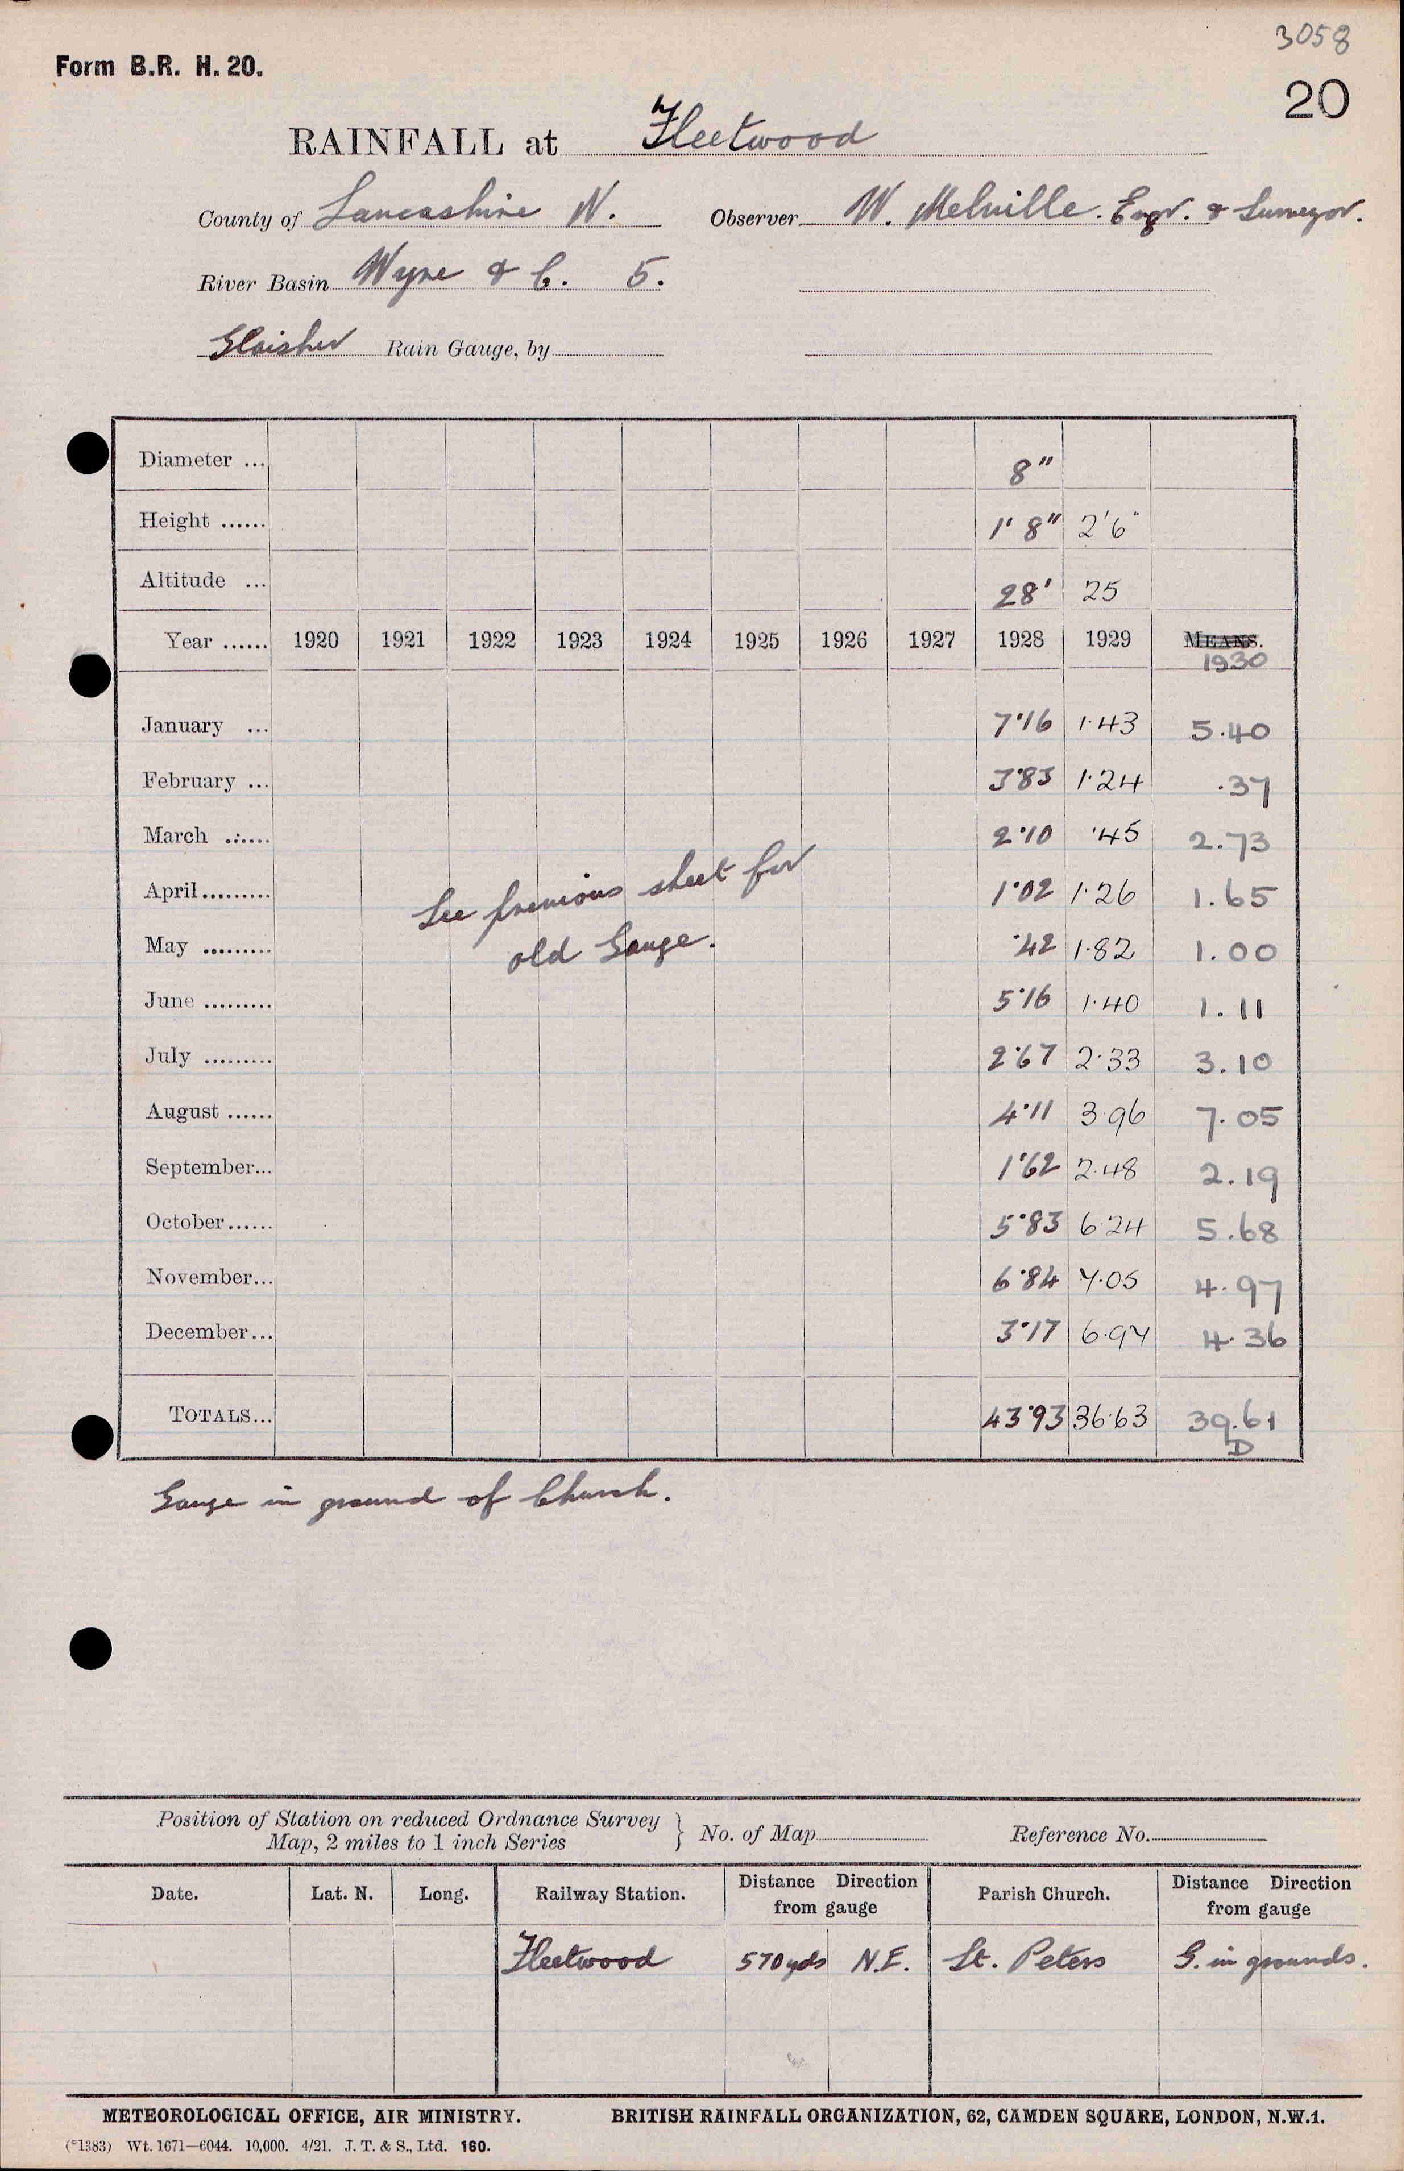 3058
Form B.R. H. 20.
20
RAINFALL at Fleetwood
County of Lancashire N. Observer W. Melville. Engr. & Surveyor.
River Basin Wyre & C. 5.
Glaisher Rain Gauge, by
Diameter ... 8"
Height ...... 1' 8" 2'6"
Altitude ... 28' 25
Year ...... 1920 1921 1922 1923 1924 1925 1926 1927 1928 1929 MEANS.
1930
January ... 7·16 1·43 5.40
February ... 3·83 1·24 .37
March ...... 2·10 ·45 2.73
April......... 1·02 1·26 1.65
May ......... ·42 1·82 1.00
June ......... 5·16 1·40 1.11
July ......... 2·67 2·33 3.10
August ...... 4·11 3 96 7.05
September... 1·62 2·48 2.19
October...... 5·83 6 24 5.68
November... 6·84 7·05 4.97
December... 3·17 6·94 4.36
See previous sheet for
old Gauge.
TOTALS... 43·93 36·63 39.61
D
Gauge in ground of Church.
Position of Station on reduced Ordnance Survey
Map, 2 miles to 1 inch Series } No. of Map Reference No.
Date. Lat. N. Long. Railway Station. Distance Direction from gauge Parish Church. Distance Direction from gauge
Fleetwood 570 yds N.E. St. Peters G. in grounds.
METEOROLOGICAL OFFICE, AIR MINISTRY. BRITISH RAINFALL ORGANIZATION, 62, CAMDEN SQUARE, LONDON, N.W.1.
(*1383) Wt. 1671—6044. 10,000. 4/21. J. T. & S., Ltd. 160.